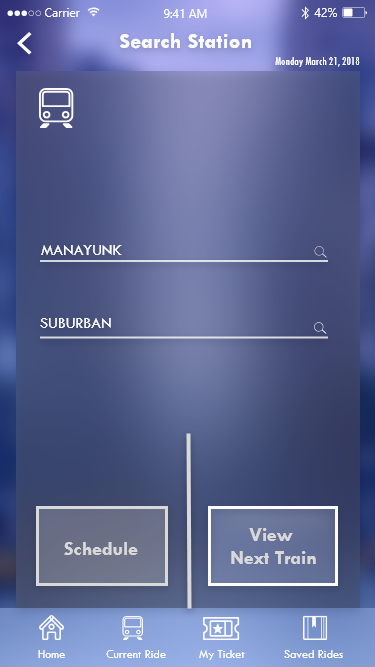 Carrier 9:41 AM 42%
Search Station
Monday March 21, 2018
MANAYUNK
SUBURBAN
Schedule
View
Next Train
Home Current Ride My Ticket Saved Rides